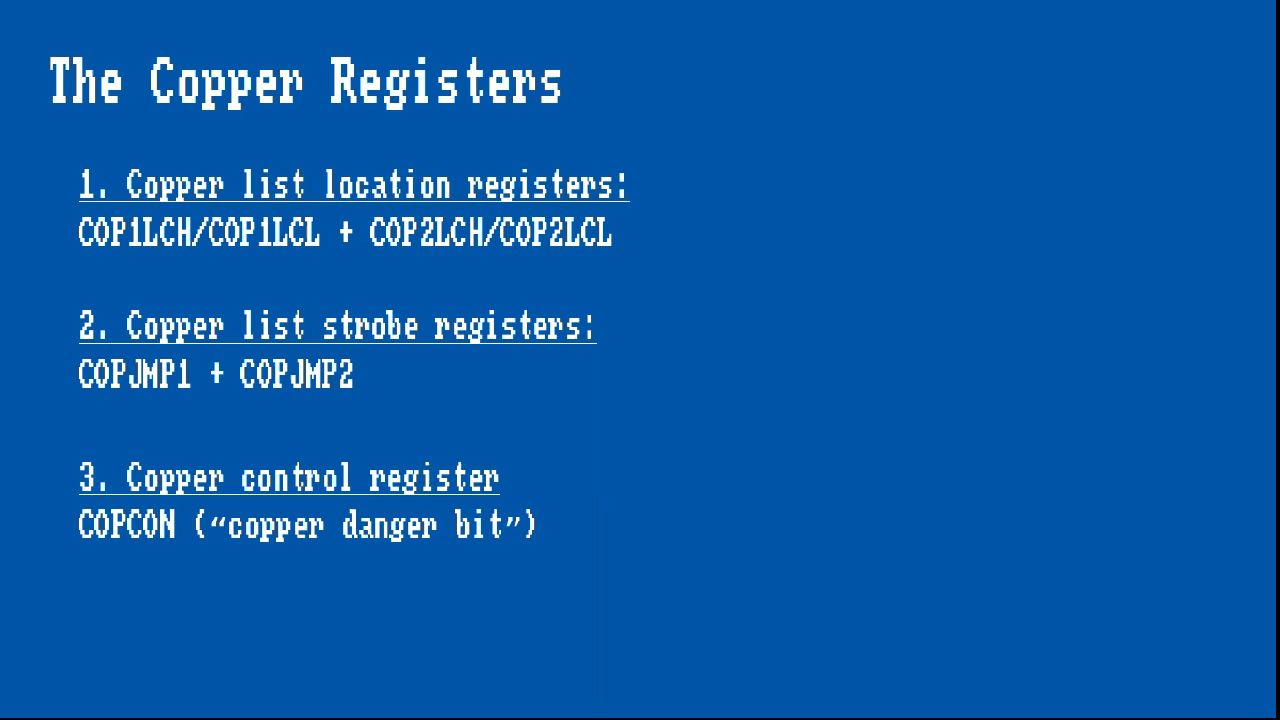 The Copper Registers
1. Copper list location registers:
COP1LCH/COP1LCL + COP2LCH/COP2LCL
2. Copper list strobe registers:
COPJMP1 + COPJMP2
3. Copper control register
COPCON (“copper danger bit”)